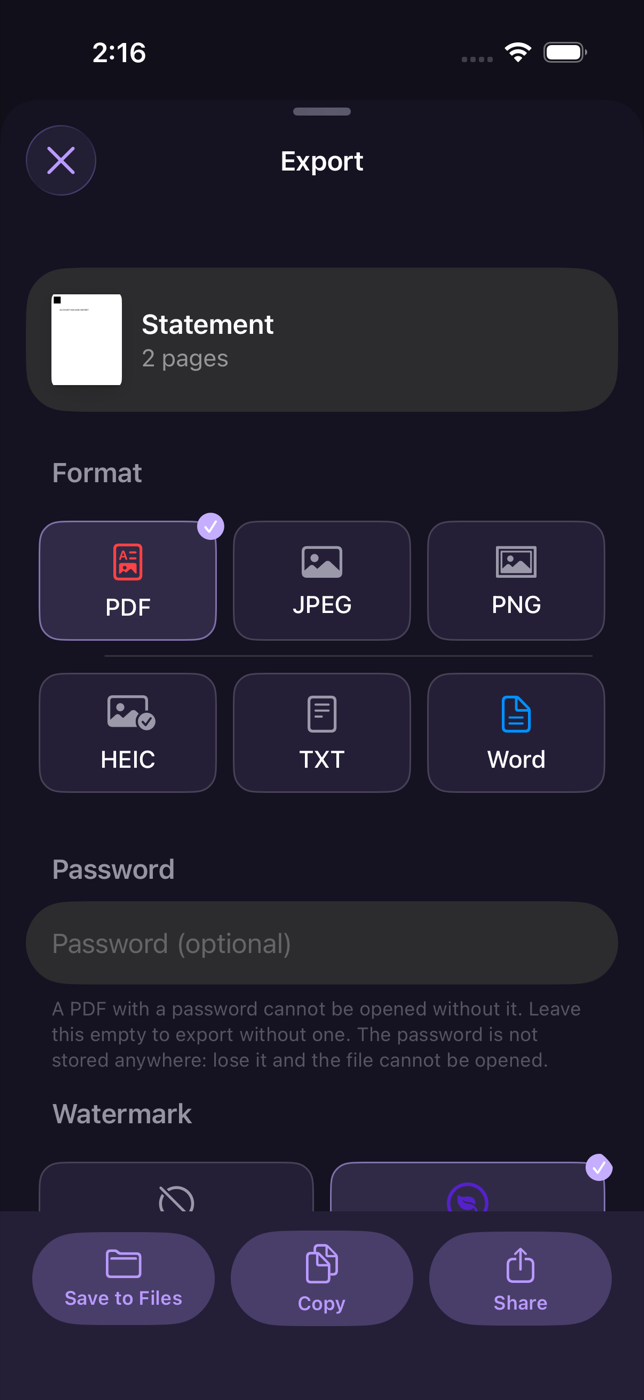 2:16
Export
Statement
2 pages
Format
PDF
JPEG
PNG
HEIC
TXT
Word
Password
Password (optional)
A PDF with a password cannot be opened without it. Leave
this empty to export without one. The password is not
stored anywhere: lose it and the file cannot be opened.
Watermark
Save to Files
Copy
Share